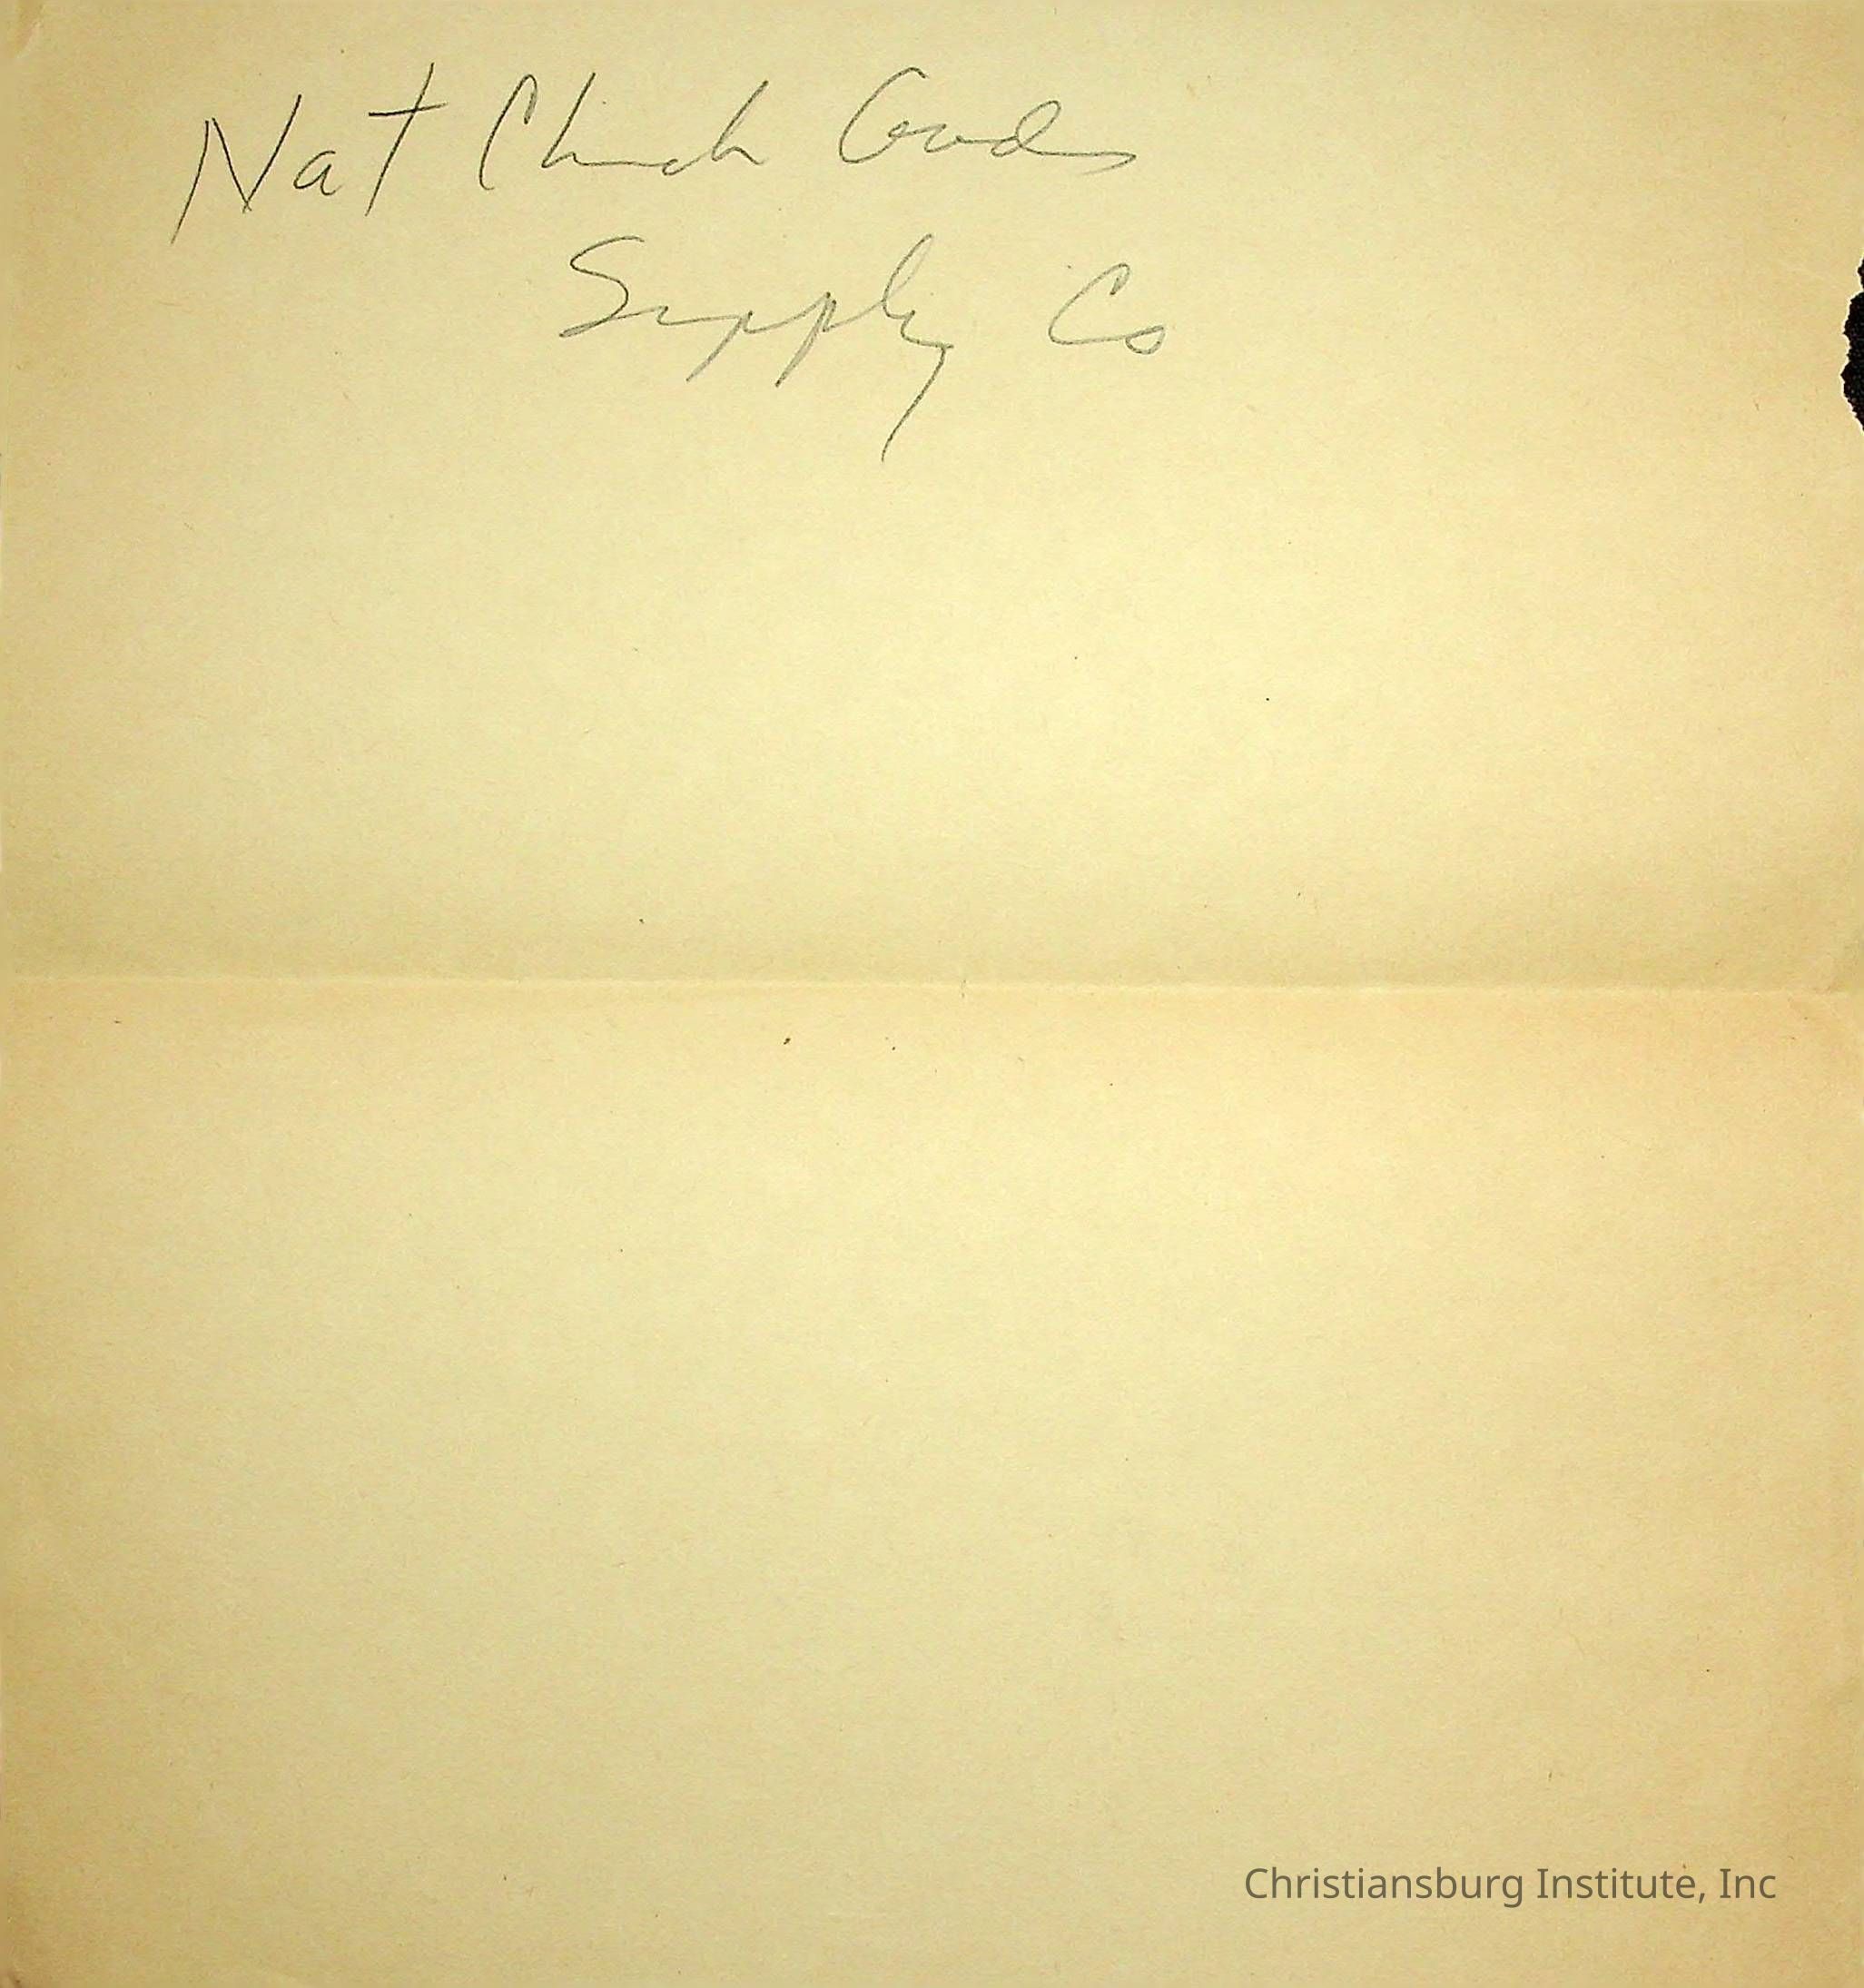 Nat Church Goods
Supply Co
Christiansburg Institute, Inc